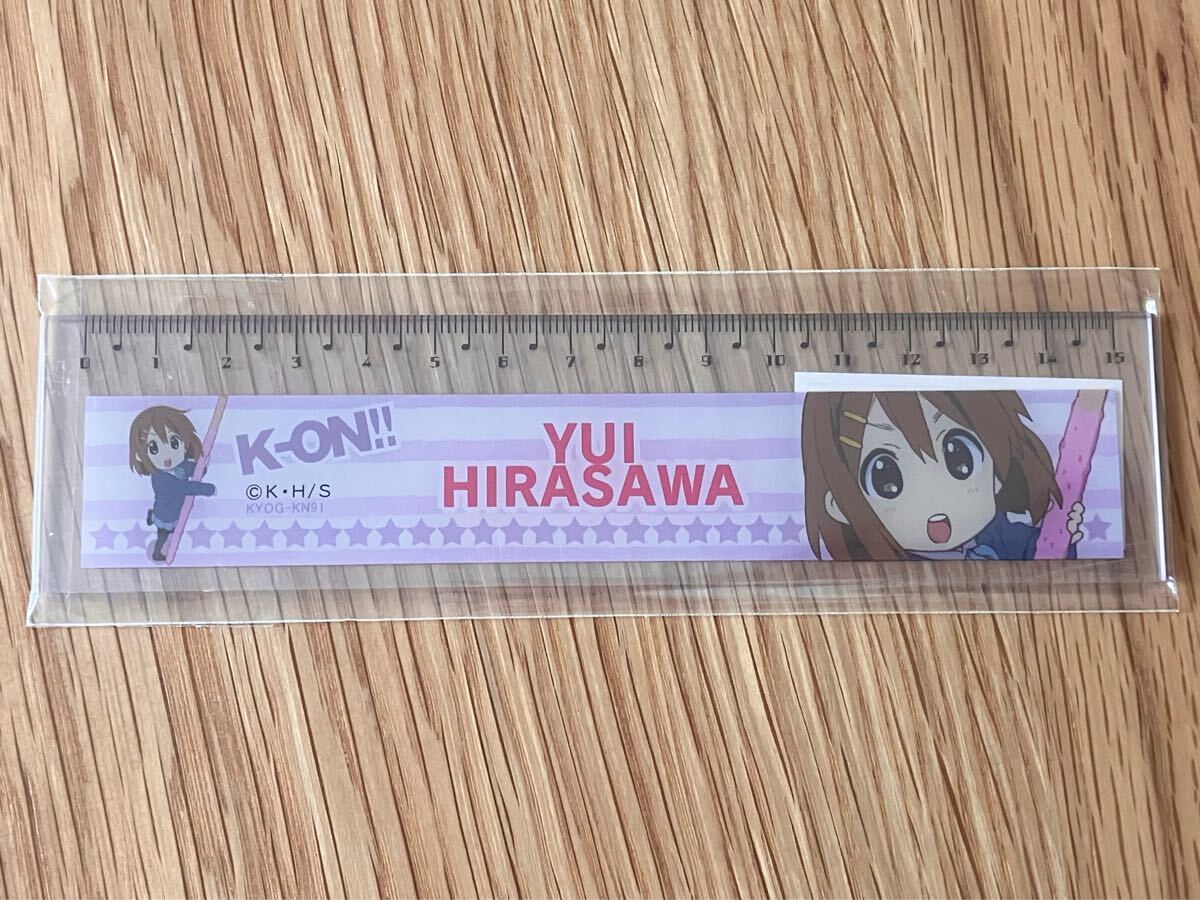 0 1 2 3 4 5 6 7 8 9 10 11 12 13 14 15
K-ON!!
©K・H/S
KYOG-KN91
YUI
HIRASAWA